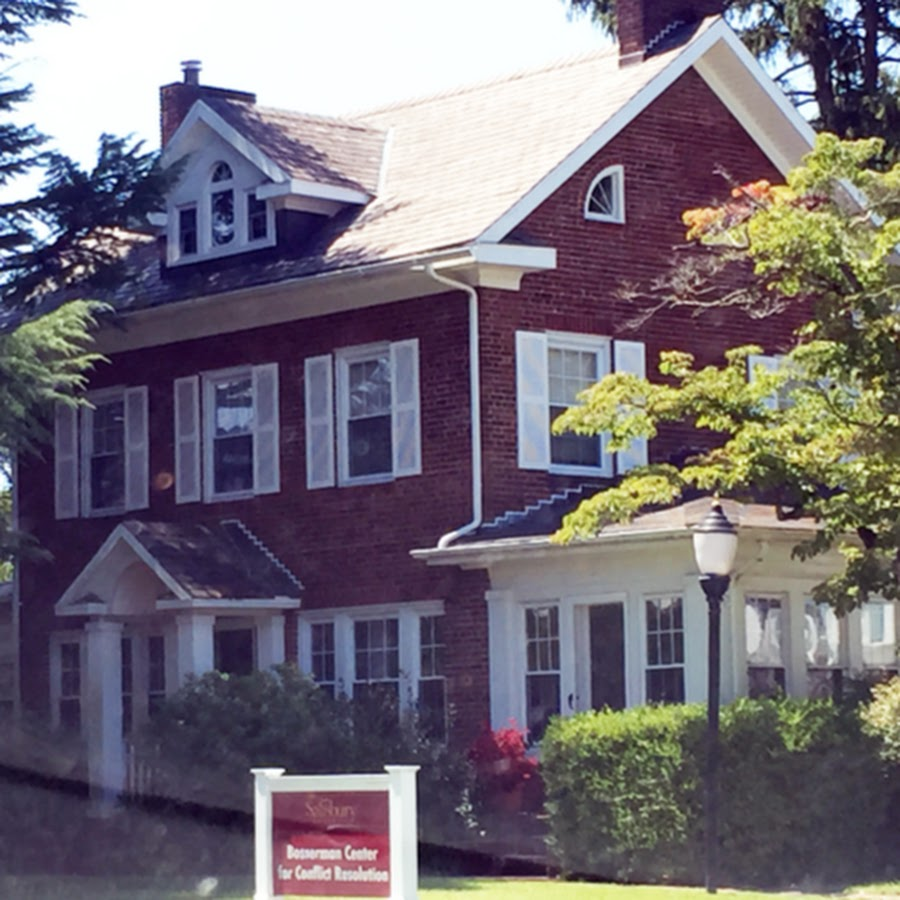 Salisbury
Bosserman Center
for Conflict Resolution